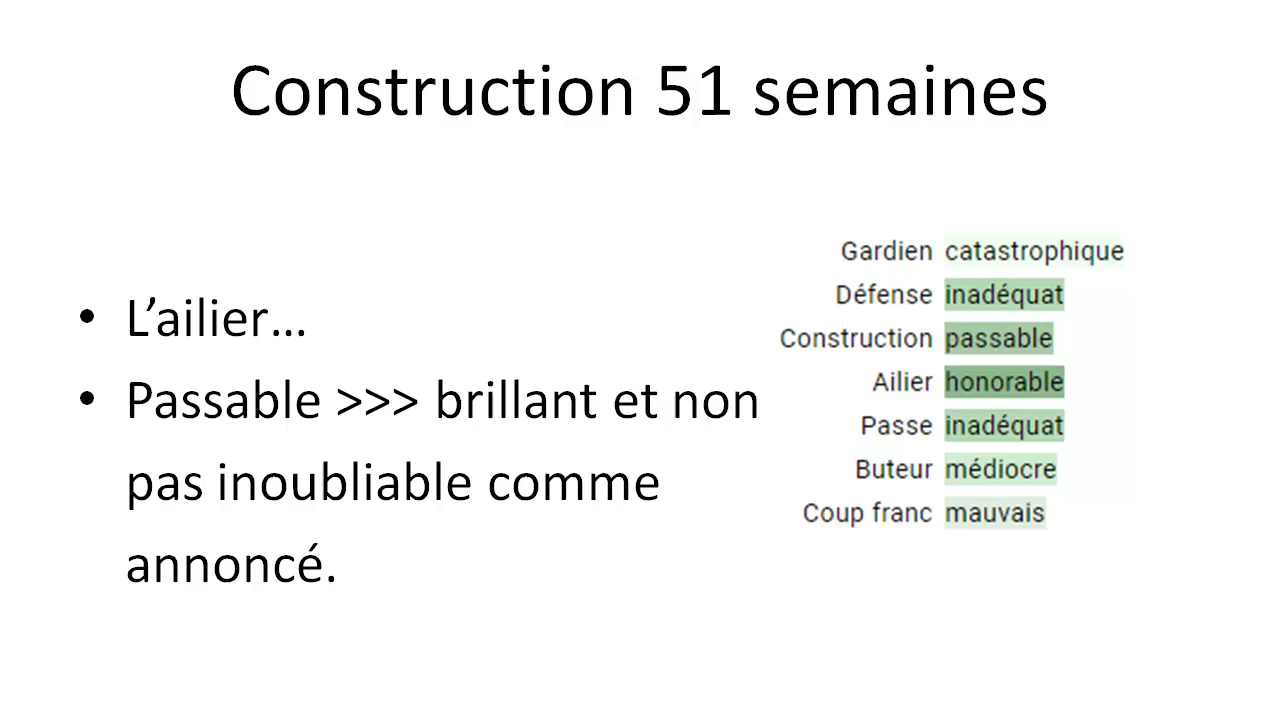 Construction 51 semaines
• L’ailier…
• Passable >>> brillant et non
pas inoubliable comme
annoncé.
Gardien catastrophique
Défense inadéquat
Construction passable
Ailier honorable
Passe inadéquat
Buteur médiocre
Coup franc mauvais